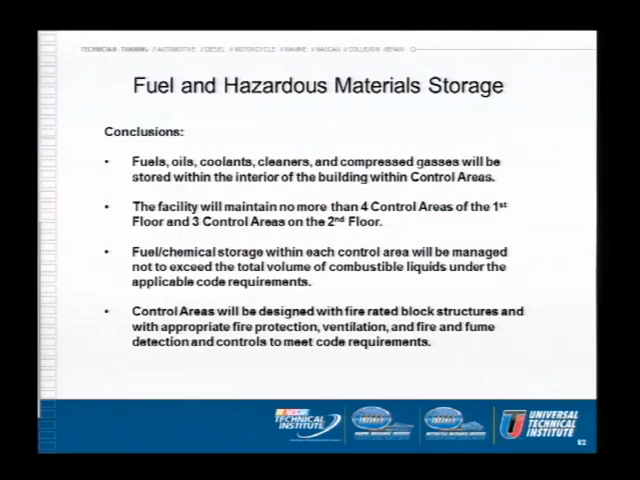 TECHNICIAN TRAINING // AUTOMOTIVE // DIESEL // MOTORCYCLE // MARINE // NASCAR // COLLISION REPAIR
Fuel and Hazardous Materials Storage
Conclusions:
• Fuels, oils, coolants, cleaners, and compressed gasses will be
stored within the interior of the building within Control Areas.
• The facility will maintain no more than 4 Control Areas of the 1st
Floor and 3 Control Areas on the 2nd Floor.
• Fuel/chemical storage within each control area will be managed
not to exceed the total volume of combustible liquids under the
applicable code requirements.
• Control Areas will be designed with fire rated block structures and
with appropriate fire protection, ventilation, and fire and fume
detection and controls to meet code requirements.
NASCAR
TECHNICAL
INSTITUTE
UNIVERSAL
TECHNICAL
INSTITUTE